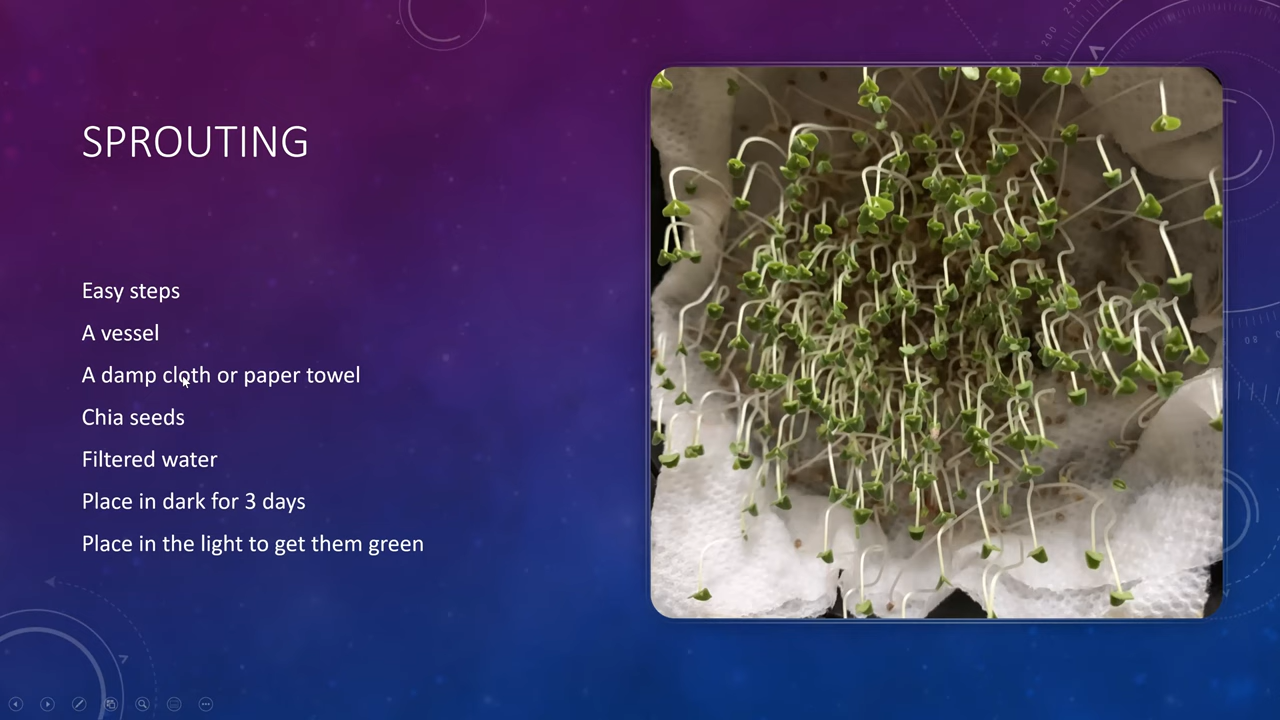 SPROUTING
Easy steps
A vessel
A damp cloth or paper towel
Chia seeds
Filtered water
Place in dark for 3 days
Place in the light to get them green